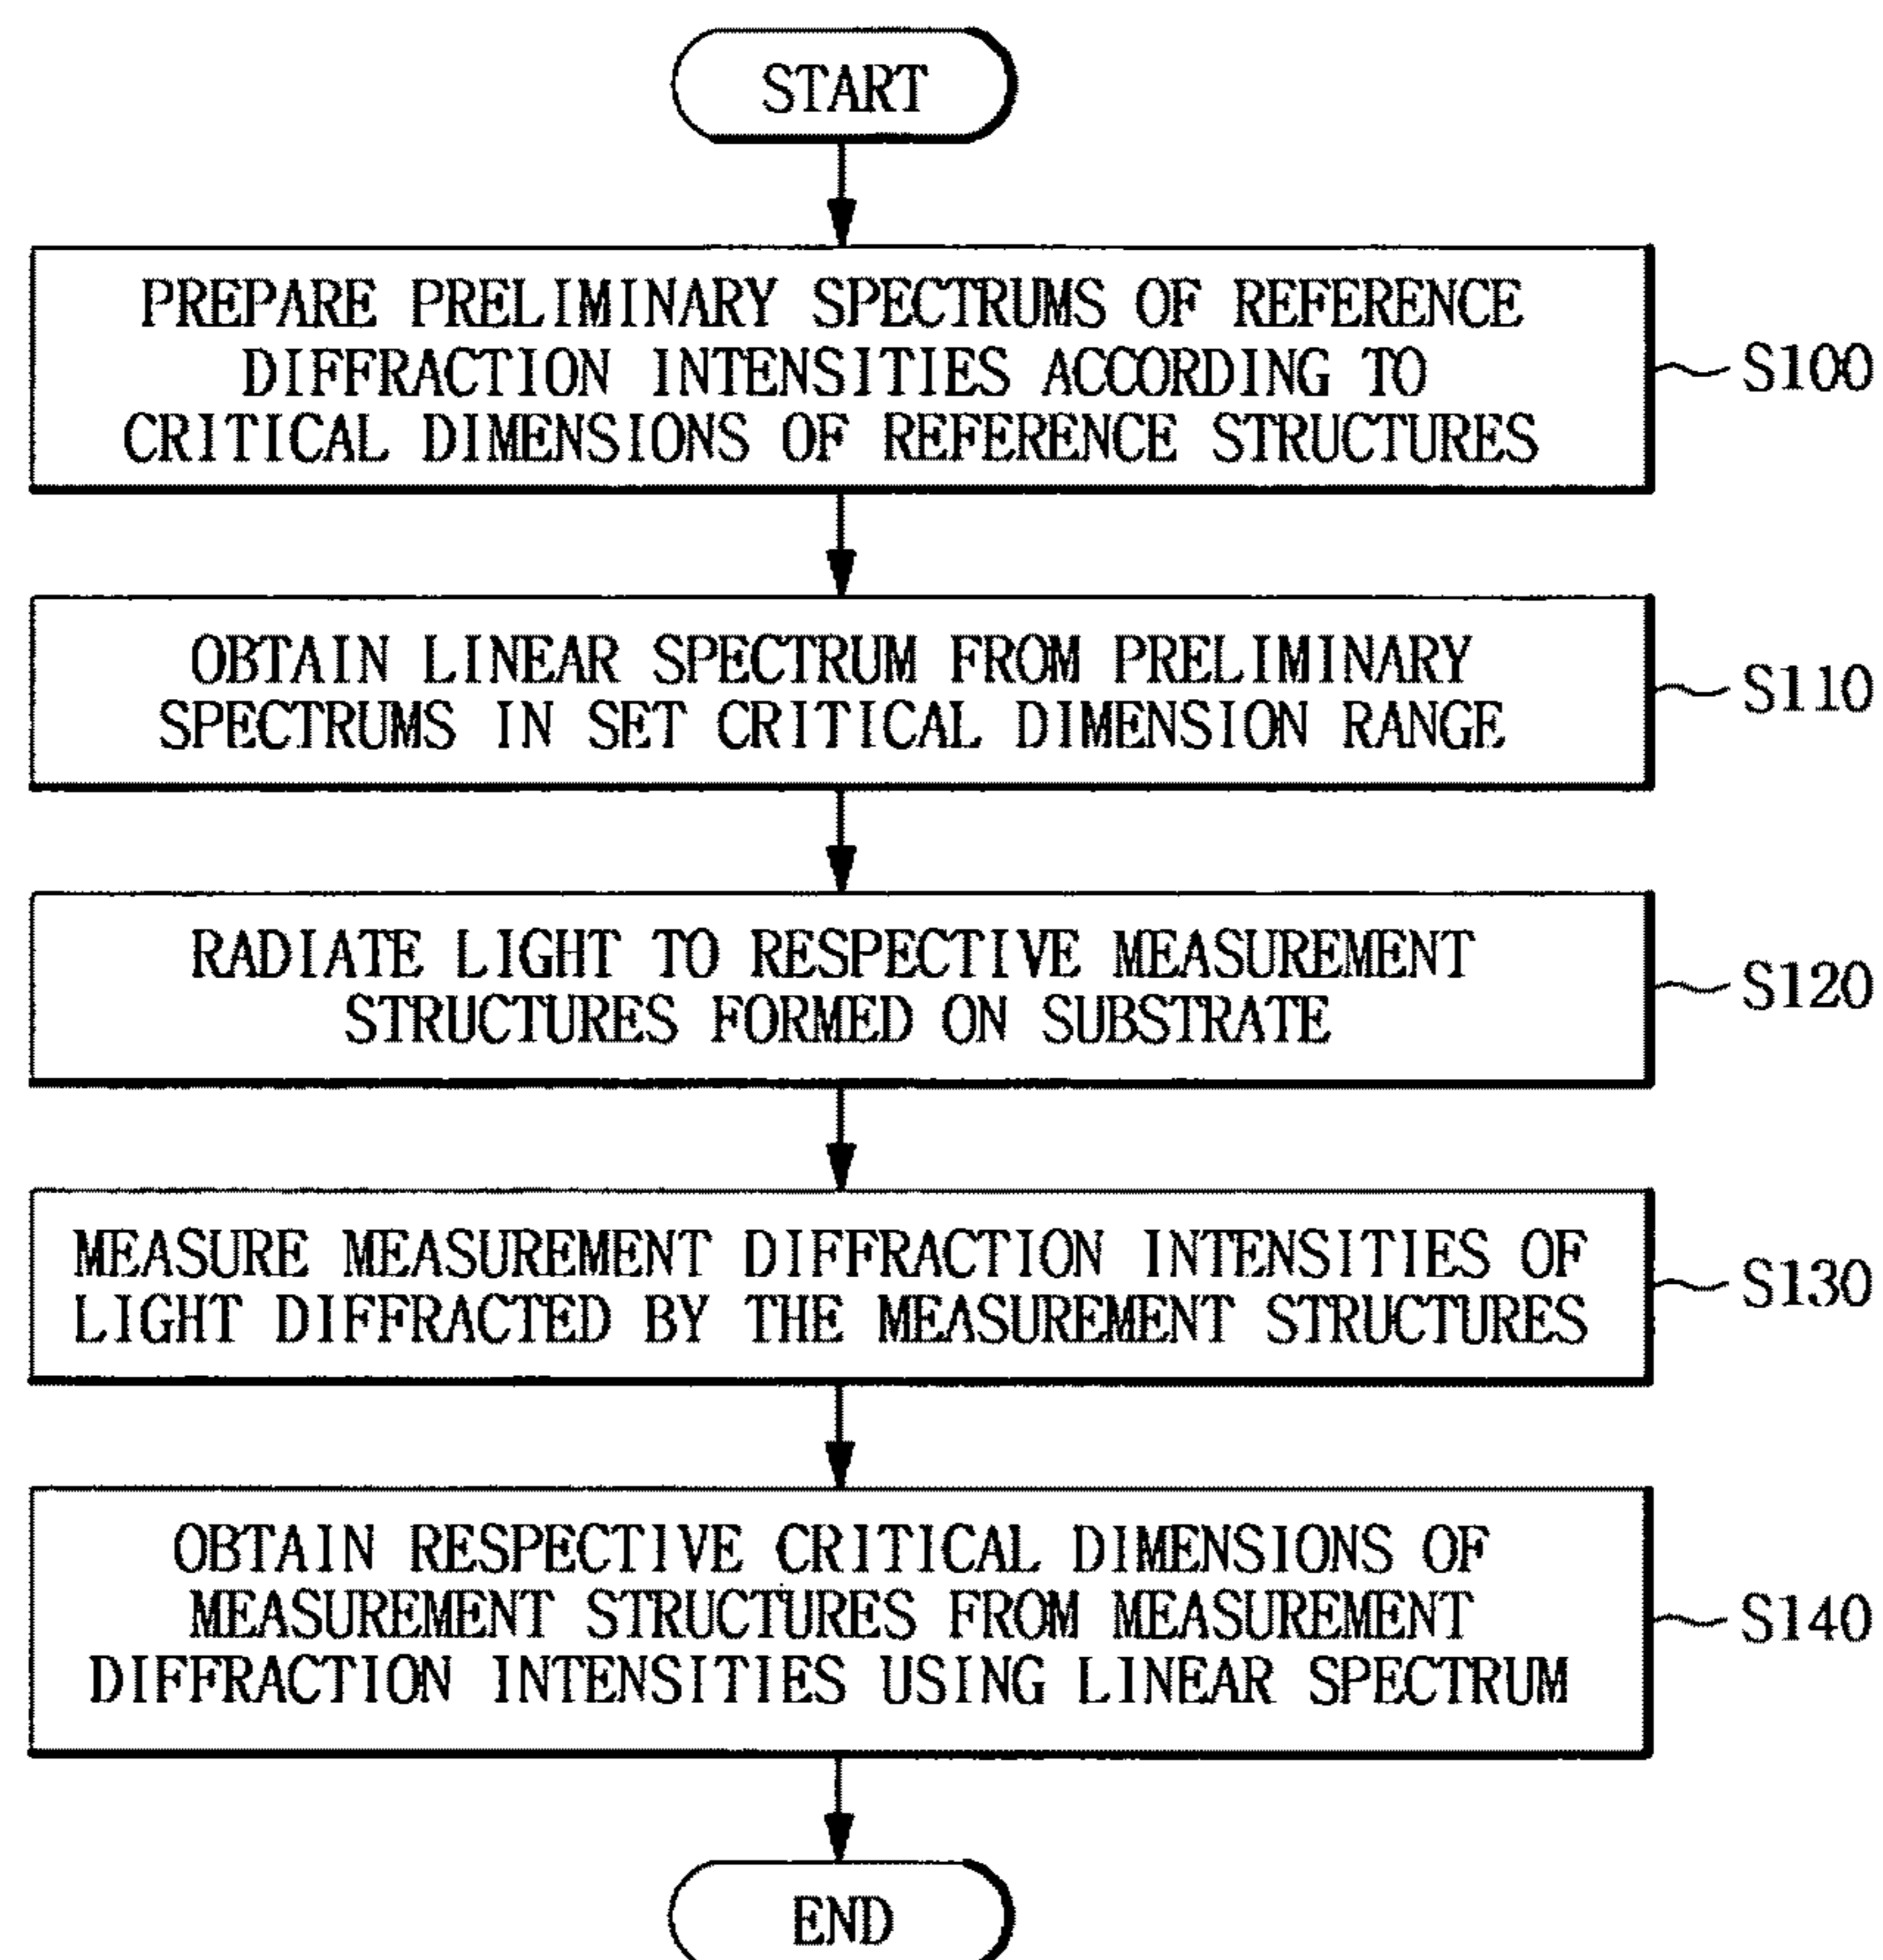 START
PREPARE PRELIMINARY SPECTRUMS OF REFERENCE
DIFFRACTION INTENSITIES ACCORDING TO
CRITICAL DIMENSIONS OF REFERENCE STRUCTURES
S100
OBTAIN LINEAR SPECTRUM FROM PRELIMINARY
SPECTRUMS IN SET CRITICAL DIMENSION RANGE
S110
RADIATE LIGHT TO RESPECTIVE MEASUREMENT
STRUCTURES FORMED ON SUBSTRATE
S120
MEASURE MEASUREMENT DIFFRACTION INTENSITIES OF
LIGHT DIFFRACTED BY THE MEASUREMENT STRUCTURES
S130
OBTAIN RESPECTIVE CRITICAL DIMENSIONS OF
MEASUREMENT STRUCTURES FROM MEASUREMENT
DIFFRACTION INTENSITIES USING LINEAR SPECTRUM
S140
END